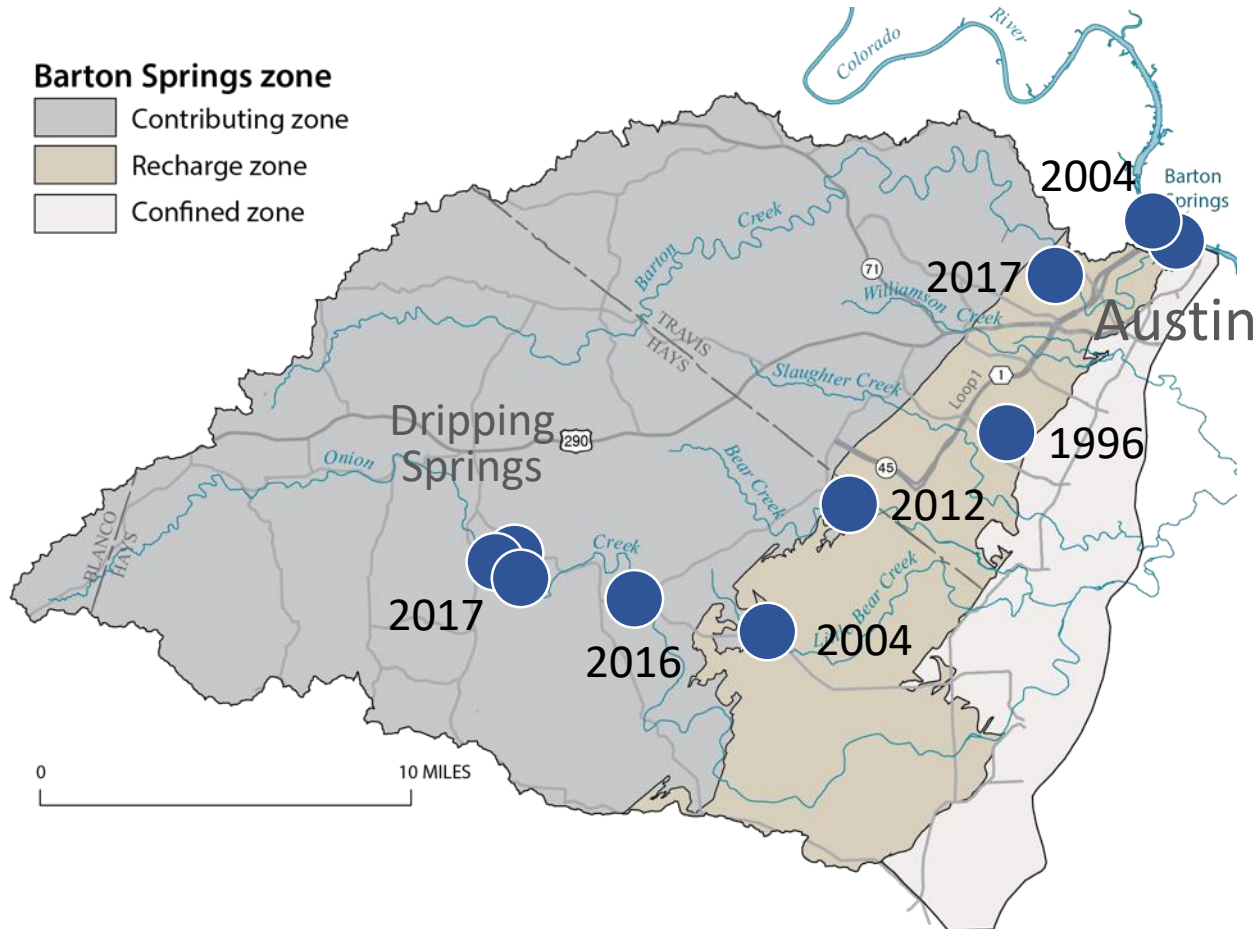 Barton Springs zone
Contributing zone
Recharge zone
Confined zone
Colorado
River
2004
Barton
Springs
Creek
Barton
71
2017
Williamson Creek
Austin
TRAVIS
HAYS
Slaughter Creek
Loop 1
1
Dripping
Springs
290
Onion
1996
45
Bear Creek
2012
BLANCO
HAYS
Creek
2017
2016
Little Bear Creek
2004
0
10 MILES